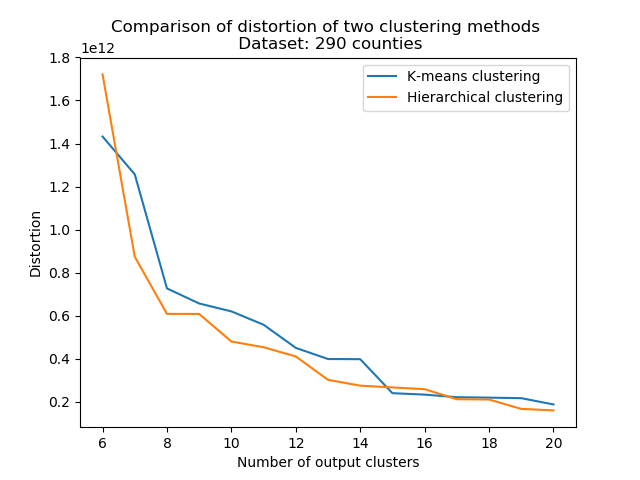 Comparison of distortion of two clustering methods
Dataset: 290 counties
1e12
K-means clustering
Hierarchical clustering
1.8
1.6
1.4
1.2
1.0
0.8
0.6
0.4
0.2
Distortion
6 8 10 12 14 16 18 20
Number of output clusters